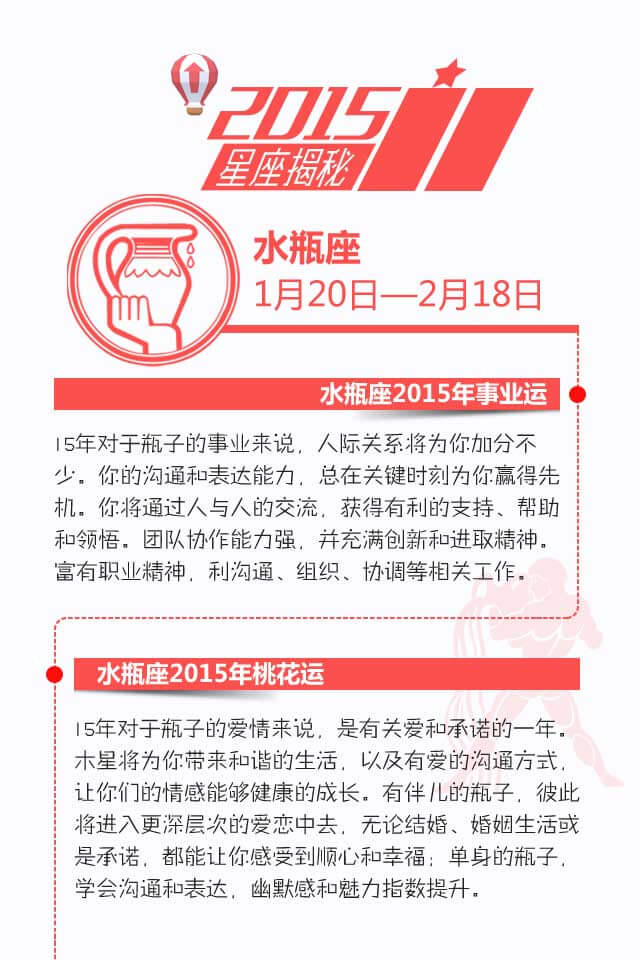 2015
星座揭秘
水瓶座
1月20日—2月18日
水瓶座2015年事业运
15年对于瓶子的事业来说，人际关系将为你加分不
少。你的沟通和表达能力，总在关键时刻为你赢得先
机。你将通过人与人的交流，获得有利的支持、帮助
和领悟。团队协作能力强，并充满创新和进取精神。
富有职业精神，利沟通、组织、协调等相关工作。
水瓶座2015年桃花运
15年对于瓶子的爱情来说，是有关爱和承诺的一年。
木星将为你带来和谐的生活，以及有爱的沟通方式，
让你们的情感能够健康的成长。有伴儿的瓶子，彼此
将进入更深层次的爱恋中去，无论结婚、婚姻生活或
是承诺，都能让你感受到顺心和幸福；单身的瓶子，
学会沟通和表达，幽默感和魅力指数提升。